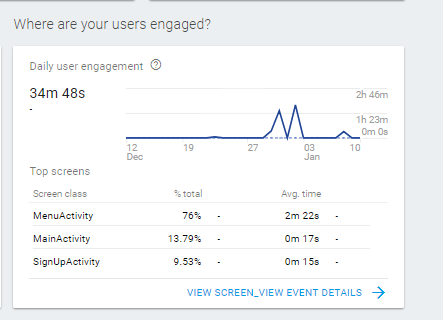 Where are your users engaged?
Daily user engagement ?
34m 48s
-
2h 46m
1h 23m
0m 0s
12 19 27 03 10
Dec Jan
Top screens
Screen class % total Avg. time
MenuActivity 76% - 2m 22s -
MainActivity 13.79% - 0m 17s -
SignUpActivity 9.53% - 0m 15s -
VIEW SCREEN_VIEW EVENT DETAILS →